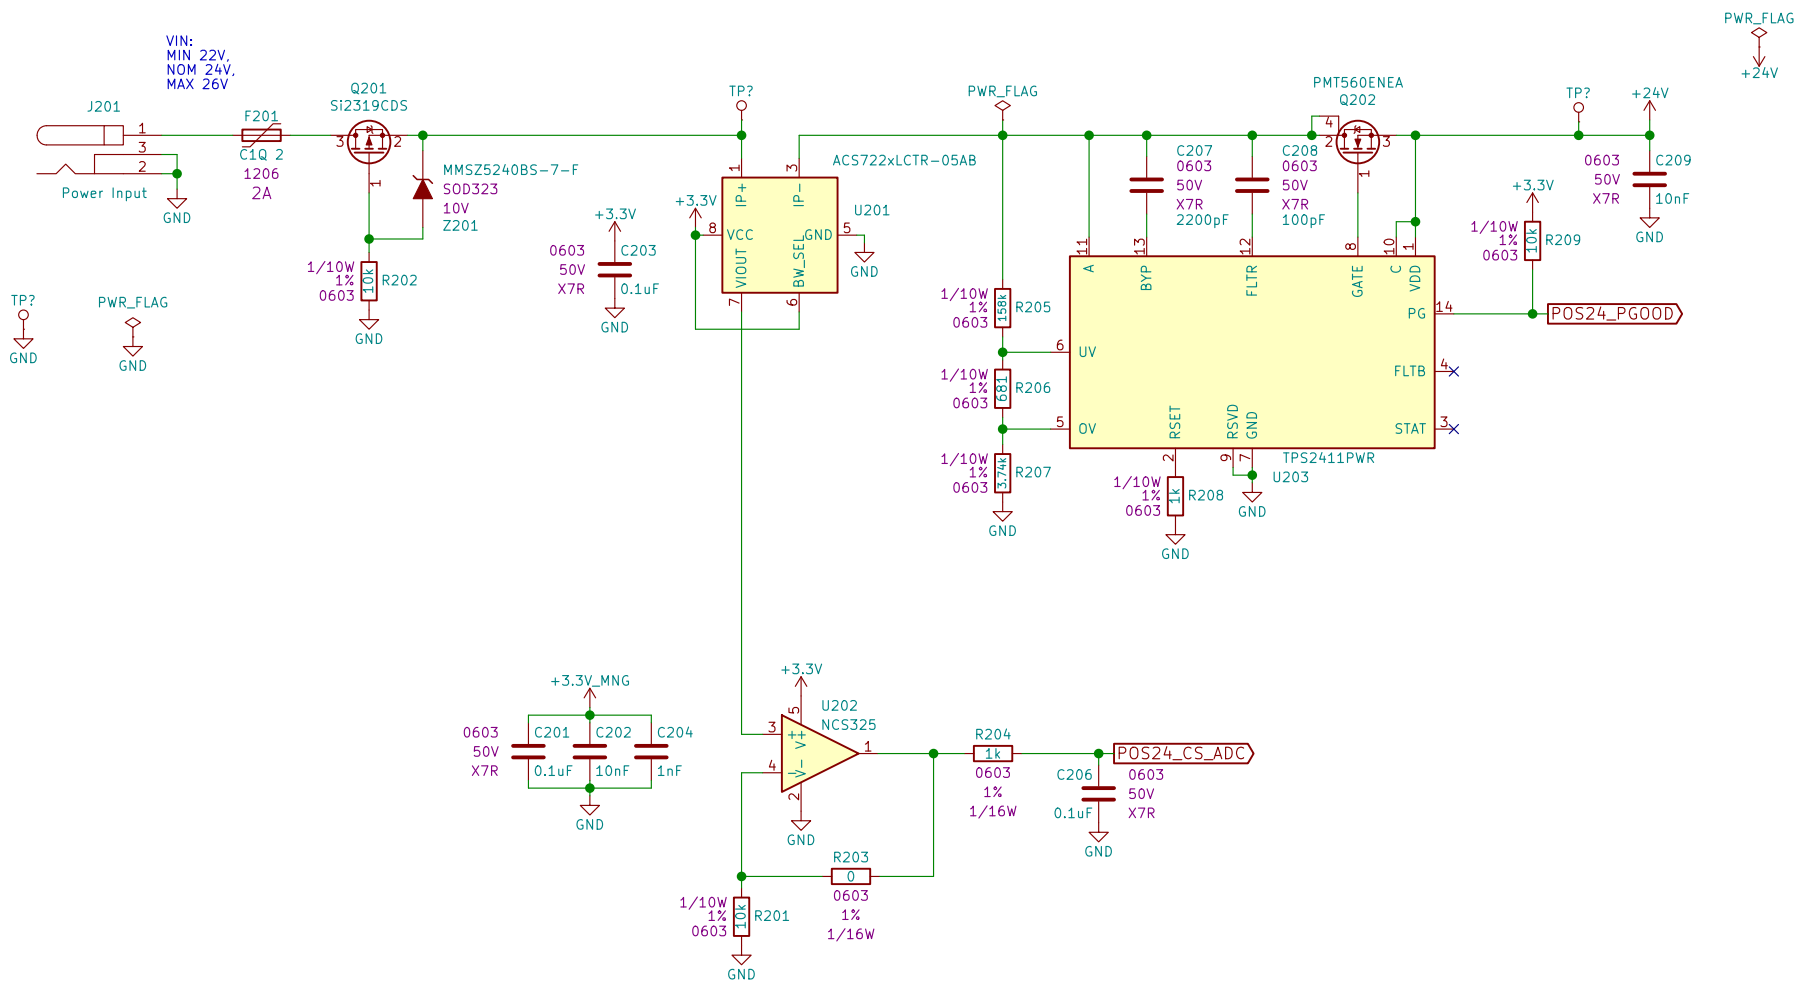 VIN:
MIN 22V,
NOM 24V,
MAX 26V
J201
1
3
2
Power Input
GND
F201
C1Q 2
1206
2A
Q201
Si2319CDS
3
2
1
MMSZ5240BS-7-F
SOD323
10V
Z201
1/10W
1%
0603
10k
R202
GND
TP?
GND
PWR_FLAG
GND
TP?
+3.3V
0603
50V
X7R
C203
0.1uF
GND
+3.3V
ACS722xLCTR-05AB
U201
1
IP+
3
IP-
8
VCC
5
GND
VIOUT
7
BW_SEL
6
GND
PWR_FLAG
1/10W
1%
0603
158k
R205
1/10W
1%
0603
681
R206
1/10W
1%
0603
3.74k
R207
GND
C207
0603
50V
X7R
2200pF
C208
0603
50V
X7R
100pF
PMT560ENEA
Q202
4
2
3
1
11
A
13
BYP
12
FLTR
8
GATE
10
C
1
VDD
6
UV
5
OV
14
PG
4
FLTB
3
STAT
RSET
2
RSVD
9
GND
7
TPS2411PWR
U203
1/10W
1%
0603
1k
R208
GND
GND
TP?
+24V
0603
50V
X7R
C209
10nF
GND
+3.3V
1/10W
1%
0603
10k
R209
POS24_PGOOD
PWR_FLAG
+24V
+3.3V_MNG
0603
50V
X7R
C201
0.1uF
C202
10nF
C204
1nF
GND
+3.3V
U202
NCS325
5
3
+
V+
4
-
V-
1
2
GND
R203
0
0603
1%
1/16W
1/10W
1%
0603
10k
R201
GND
R204
1k
0603
1%
1/16W
POS24_CS_ADC
C206
0.1uF
0603
50V
X7R
GND